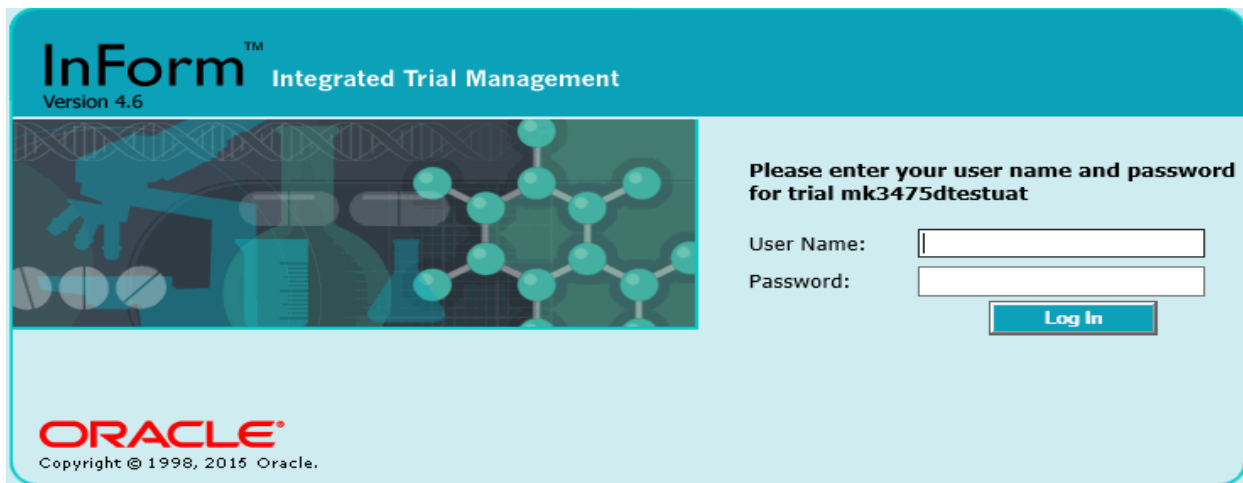 InForm™ Integrated Trial Management
Version 4.6
Please enter your user name and password
for trial mk3475dtestuat
User Name:
Password:
Log In
ORACLE®
Copyright © 1998, 2015 Oracle.